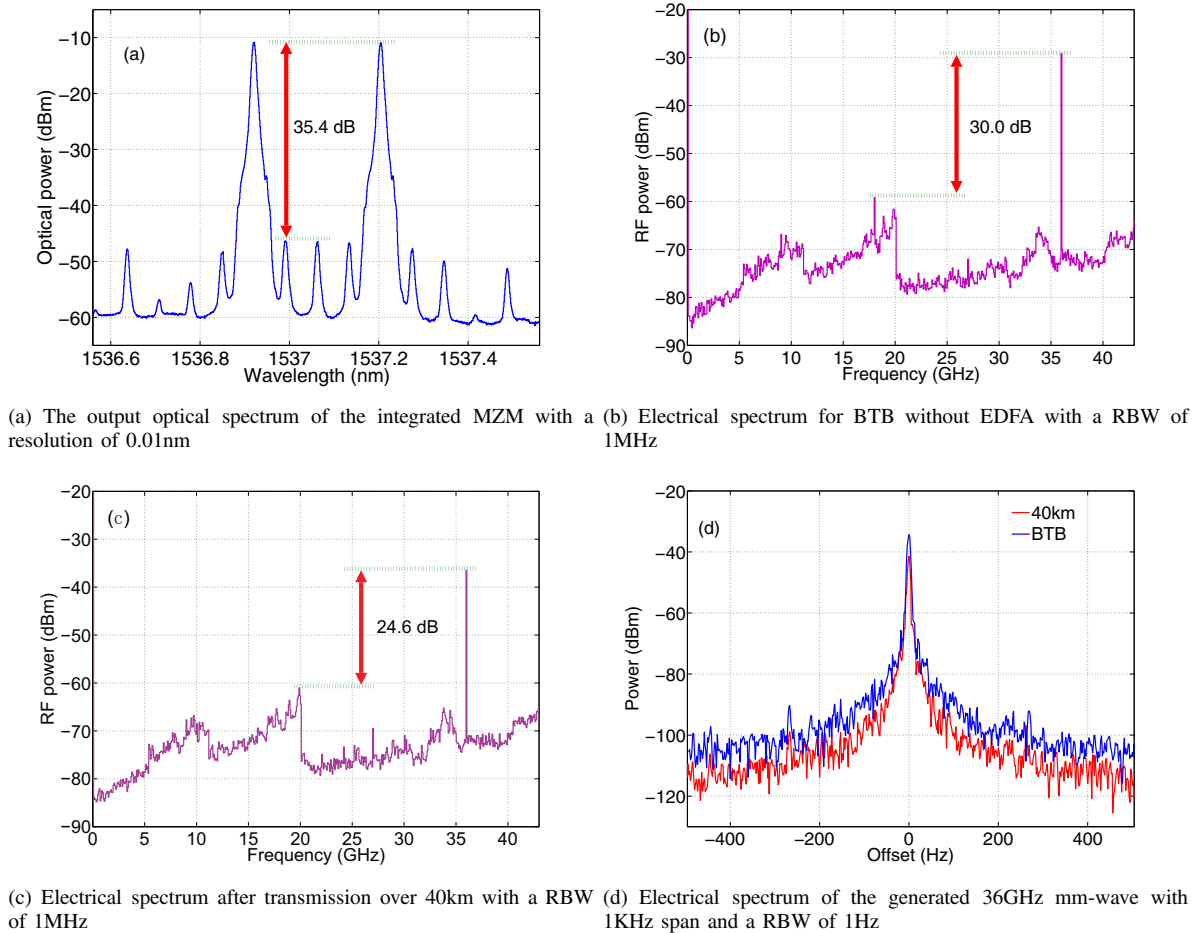 (a)
35.4 dB
Optical power (dBm)
−10
−20
−30
−40
−50
−60
1536.6
1536.8
1537
1537.2
1537.4
Wavelength (nm)
(b)
30.0 dB
RF power (dBm)
−20
−30
−40
−50
−60
−70
−80
−90
0
5
10
15
20
25
30
35
40
Frequency (GHz)
(a) The output optical spectrum of the integrated MZM with a resolution of 0.01nm
(b) Electrical spectrum for BTB without EDFA with a RBW of 1MHz
(c)
24.6 dB
RF power (dBm)
−20
−30
−40
−50
−60
−70
−80
−90
0
5
10
15
20
25
30
35
40
Frequency (GHz)
(d)
40km
BTB
Power (dBm)
−20
−40
−60
−80
−100
−120
−400
−200
0
200
400
Offset (Hz)
(c) Electrical spectrum after transmission over 40km with a RBW of 1MHz
(d) Electrical spectrum of the generated 36GHz mm-wave with 1KHz span and a RBW of 1Hz